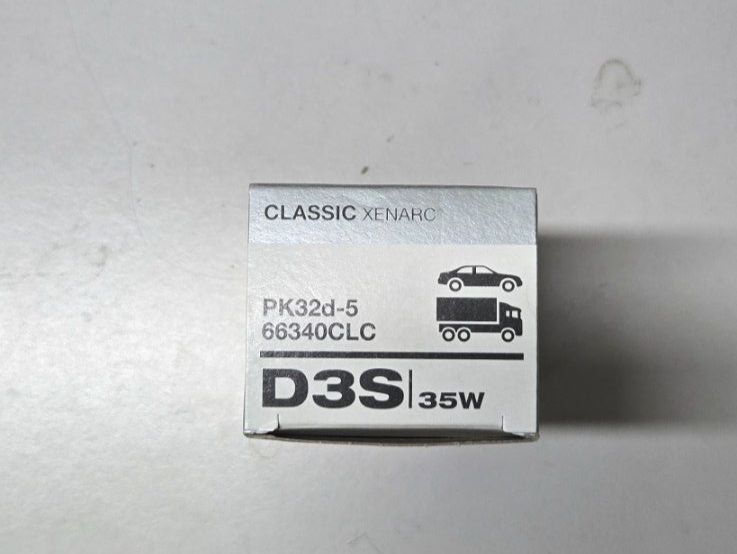 CLASSIC XENARC
PK32d-5
66340CLC
D3S|35W